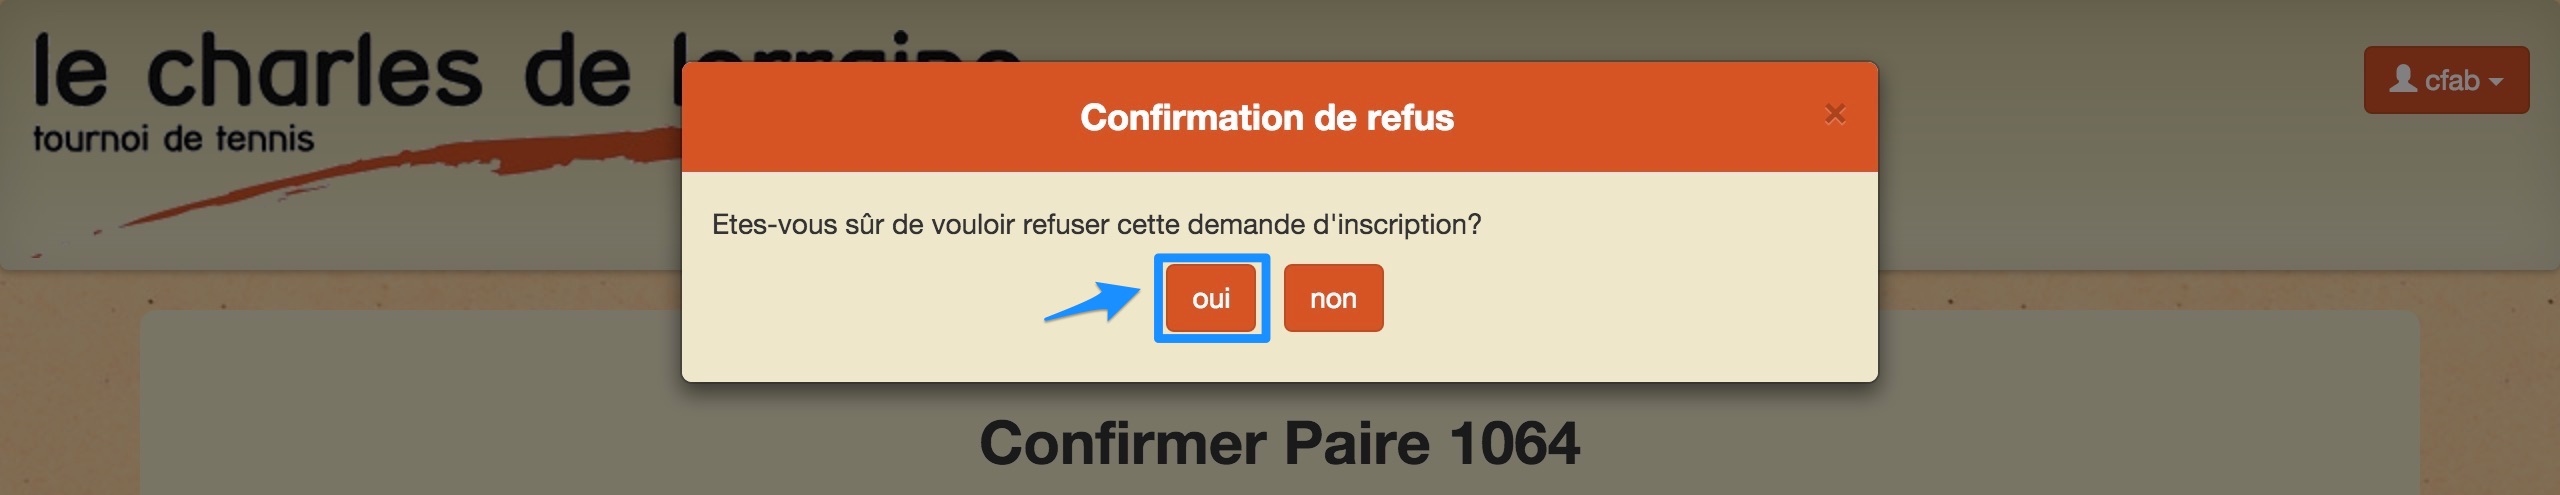 le charles de lorraine
tournoi de tennis
cfab
Confirmation de refus
×
Etes-vous sûr de vouloir refuser cette demande d'inscription?
oui non
Confirmer Paire 1064